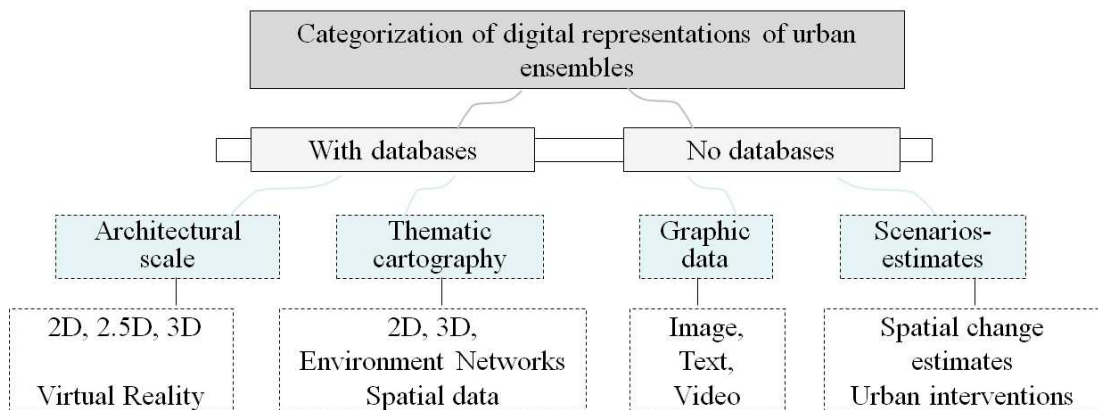 Categorization of digital representations of urban
ensembles
With databases
No databases
Architectural
scale
Thematic
cartography
Graphic
data
Scenarios-
estimates
2D, 2.5D, 3D
Virtual Reality
2D, 3D,
Environment Networks
Spatial data
Image,
Text,
Video
Spatial change
estimates
Urban interventions